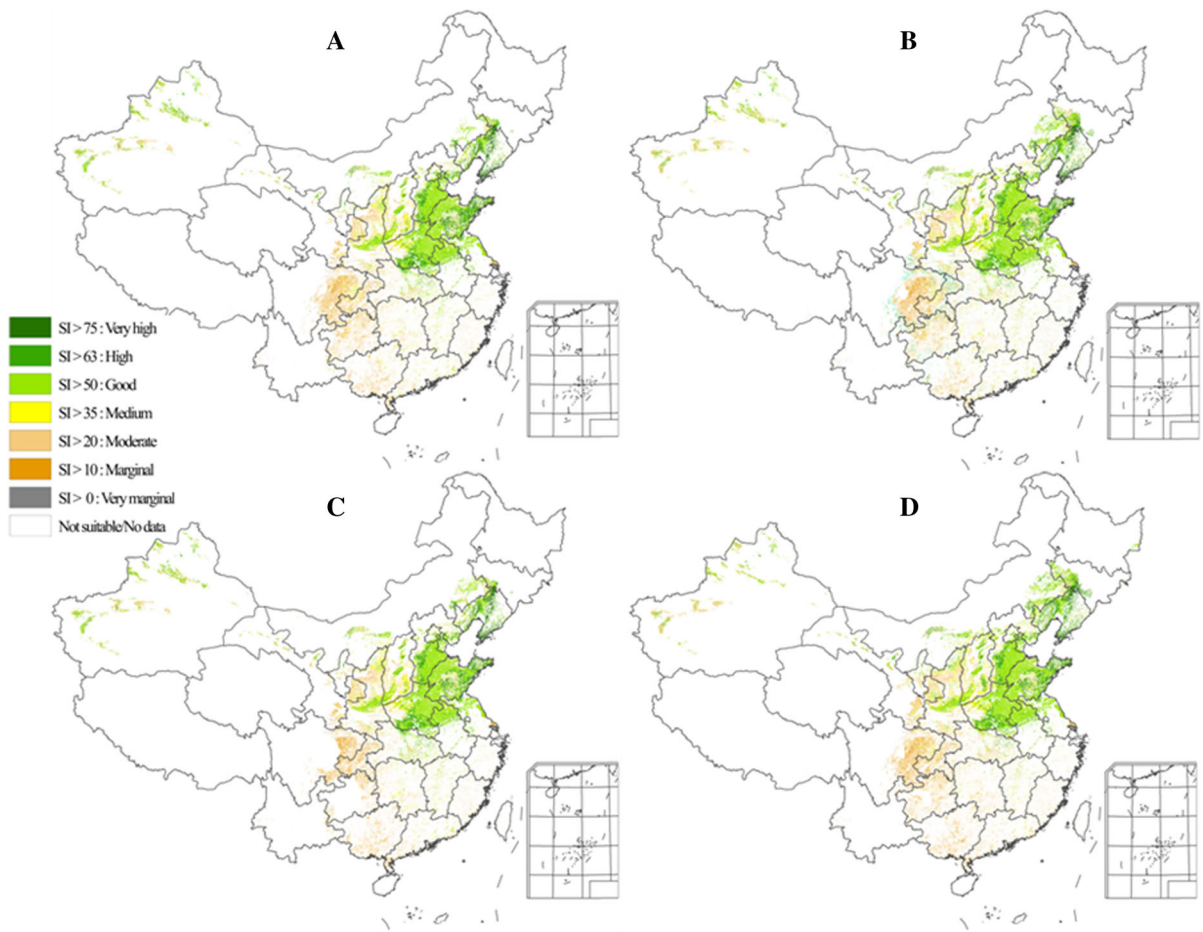 A
B
SI > 75 : Very high
SI > 63 : High
SI > 50 : Good
SI > 35 : Medium
SI > 20 : Moderate
SI > 10 : Marginal
SI > 0 : Very marginal
Not suitable/No data
C
D